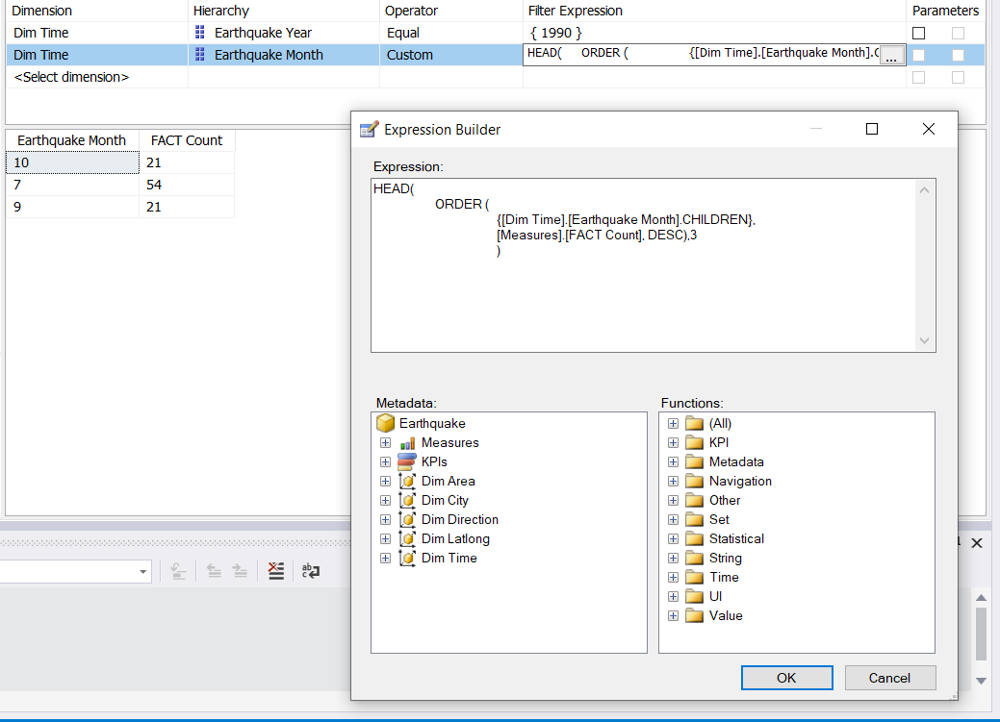 Dimension Hierarchy Operator Filter Expression Parameters
Dim Time Earthquake Year Equal { 1990 }
Dim Time Earthquake Month Custom HEAD( ORDER ( {[Dim Time].[Earthquake Month].C ...
<Select dimension>
Earthquake Month FACT Count
10 21
7 54
9 21
Expression Builder
Expression:
HEAD(
ORDER (
{[Dim Time].[Earthquake Month].CHILDREN},
[Measures].[FACT Count], DESC),3
)
Metadata:
Earthquake
Measures
KPIs
Dim Area
Dim City
Dim Direction
Dim Latlong
Dim Time
Functions:
(All)
KPI
Metadata
Navigation
Other
Set
Statistical
String
Time
UI
Value
OK Cancel
ab
c